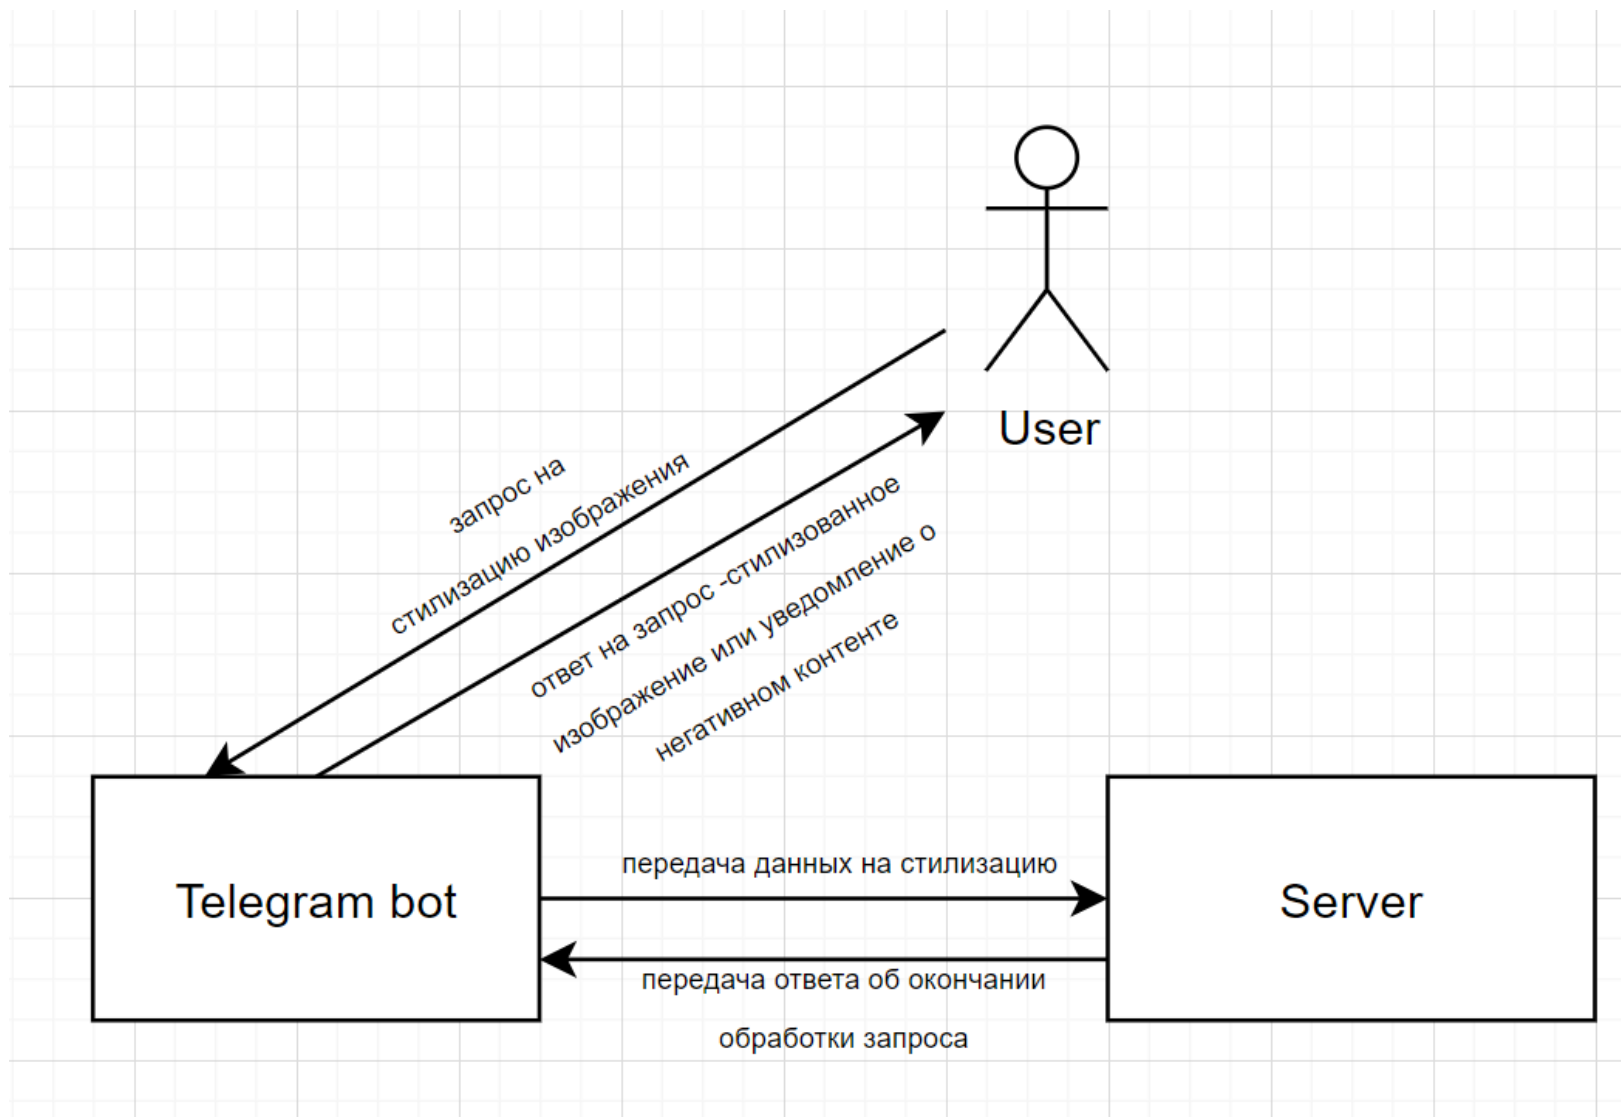 User
запрос на
стилизацию изображения
ответ на запрос -стилизованное
изображение или уведомление о
негативном контенте
Telegram bot
передача данных на стилизацию
Server
передача ответа об окончании
обработки запроса